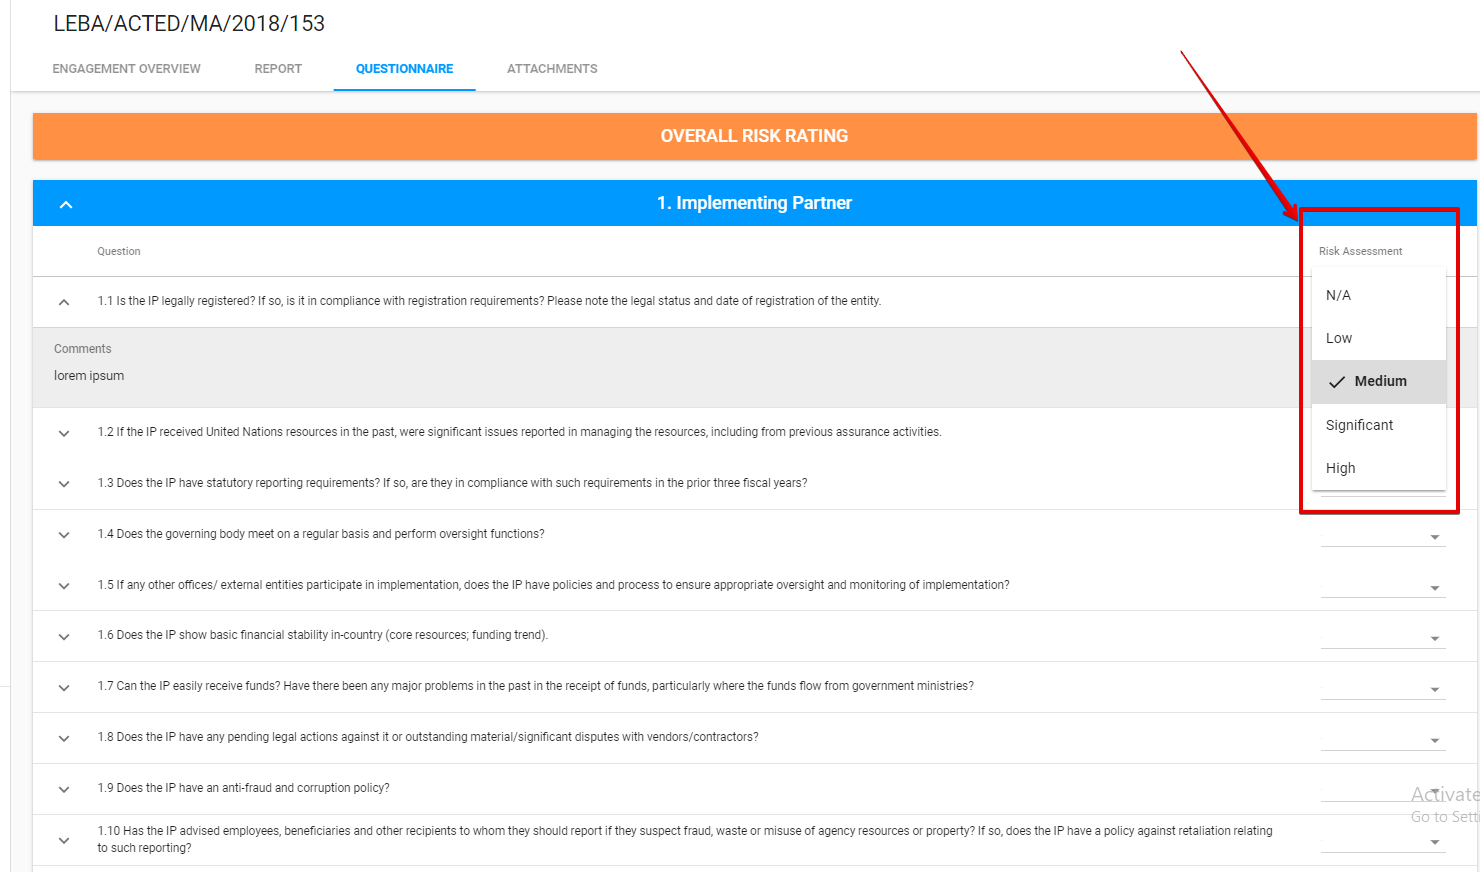 LEBA/ACTED/MA/2018/153
ENGAGEMENT OVERVIEW
REPORT
QUESTIONNAIRE
ATTACHMENTS
OVERALL RISK RATING
1. Implementing Partner
Question
Risk Assessment
1.1 Is the IP legally registered? If so, is it in compliance with registration requirements? Please note the legal status and date of registration of the entity.
N/A
Low
Medium
Significant
High
Comments
lorem ipsum
1.2 If the IP received United Nations resources in the past, were significant issues reported in managing the resources, including from previous assurance activities.
1.3 Does the IP have statutory reporting requirements? If so, are they in compliance with such requirements in the prior three fiscal years?
1.4 Does the governing body meet on a regular basis and perform oversight functions?
1.5 If any other offices/ external entities participate in implementation, does the IP have policies and process to ensure appropriate oversight and monitoring of implementation?
1.6 Does the IP show basic financial stability in-country (core resources; funding trend).
1.7 Can the IP easily receive funds? Have there been any major problems in the past in the receipt of funds, particularly where the funds flow from government ministries?
1.8 Does the IP have any pending legal actions against it or outstanding material/significant disputes with vendors/contractors?
1.9 Does the IP have an anti-fraud and corruption policy?
Activate
Go to Setti
1.10 Has the IP advised employees, beneficiaries and other recipients to whom they should report if they suspect fraud, waste or misuse of agency resources or property? If so, does the IP have a policy against retaliation relating
to such reporting?